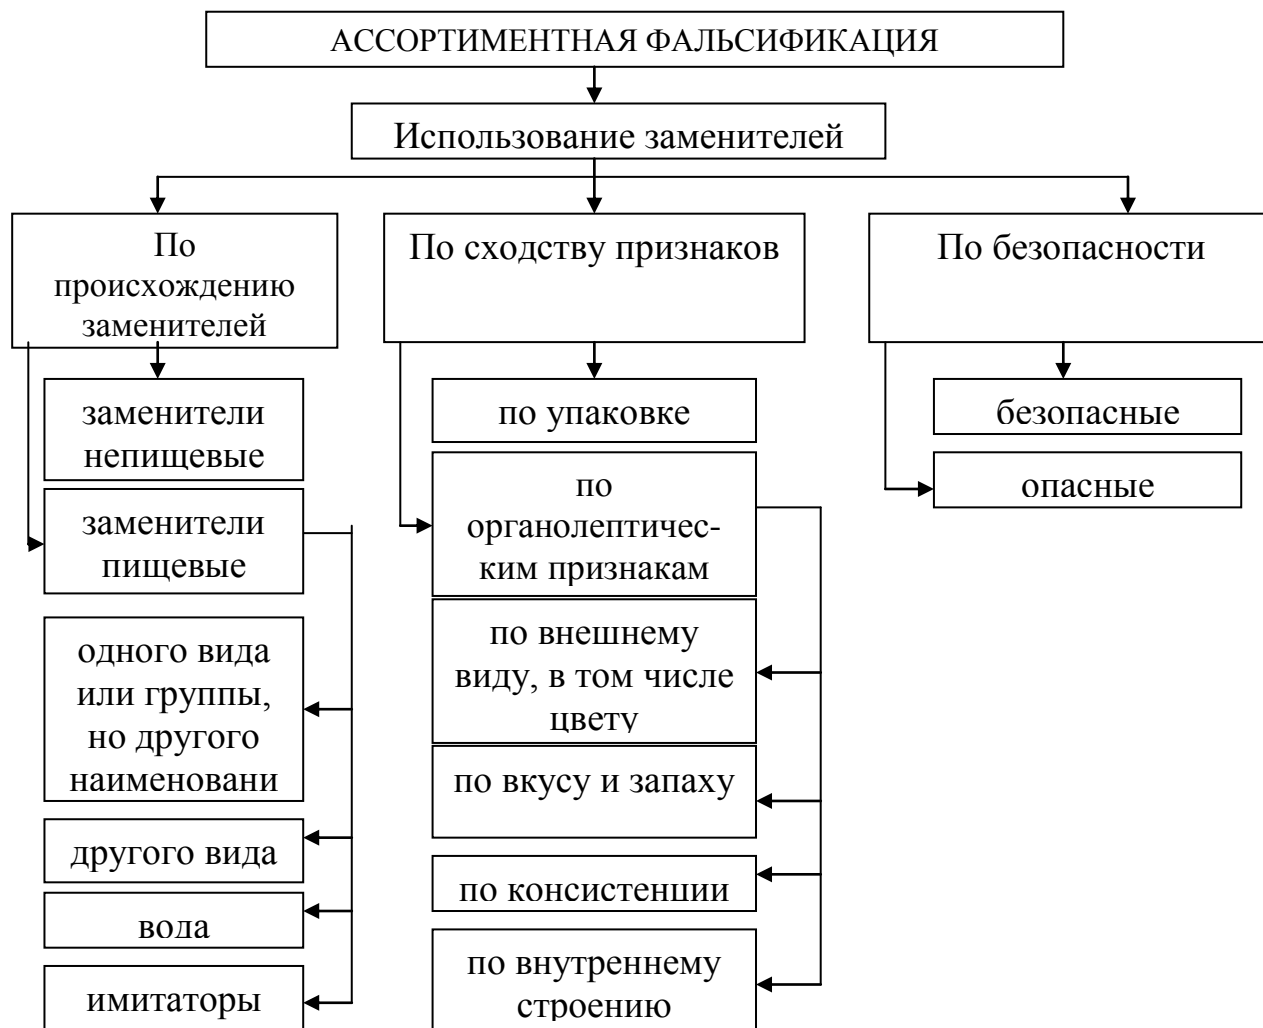 АССОРТИМЕНТНАЯ ФАЛЬСИФИКАЦИЯ
Использование заменителей
По
происхождению
заменителей
заменители
непищевые
заменители
пищевые
одного вида
или группы,
но другого
наименовани
другого вида
вода
имитаторы
По сходству признаков
по упаковке
по
органолептичес-
ким признакам
по внешнему
виду, в том числе
цвету
по вкусу и запаху
по консистенции
по внутреннему
строению
По безопасности
безопасные
опасные